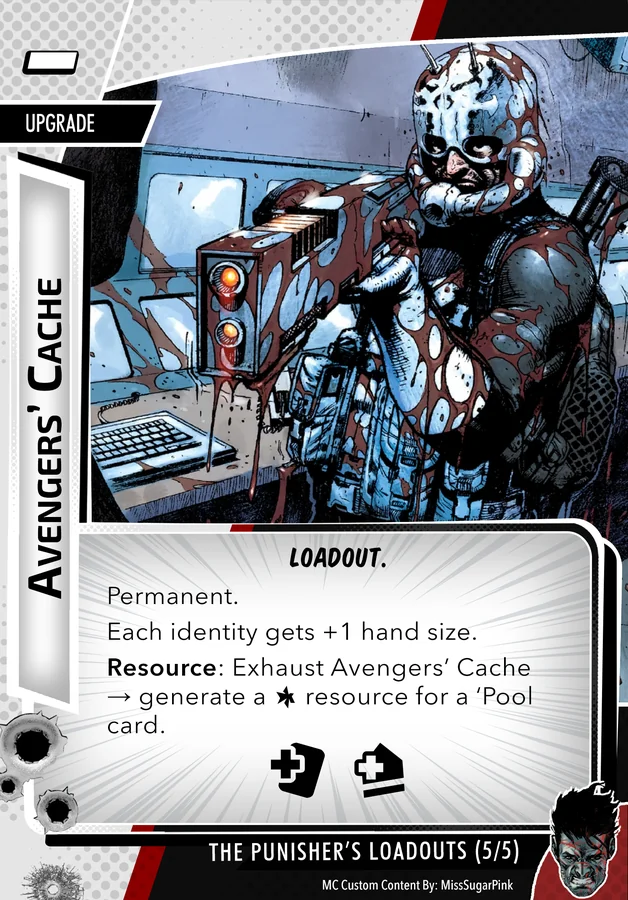 UPGRADE
AVENGERS' CACHE
LOADOUT.
Permanent.
Each identity gets +1 hand size.
Resource: Exhaust Avengers' Cache
→ generate a resource for a 'Pool
card.
THE PUNISHER'S LOADOUTS (5/5)
MC Custom Content By: MissSugarPink